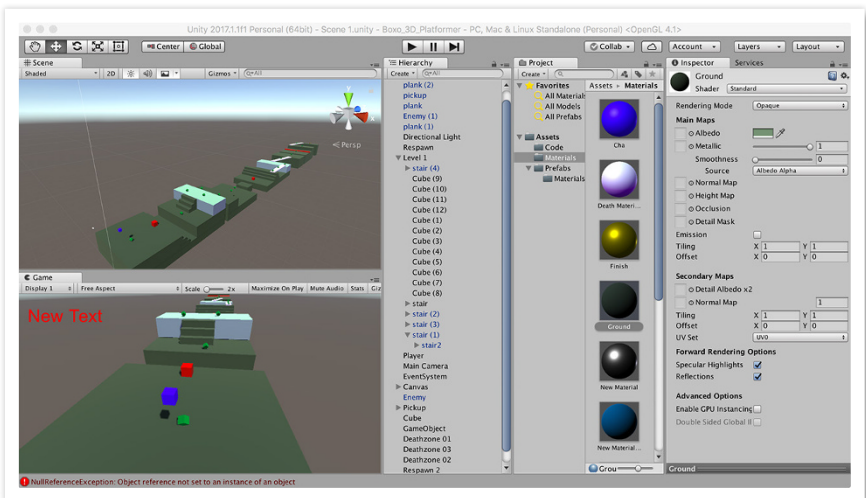 Unity 2017.1.1f1 Personal (64bit) - Scene 1.unity - Boxo_3D_Platformer - PC, Mac & Linux Standalone (Personal) <OpenGL 4.1>
Center Global Collab Account Layers Layout
Scene
Shaded 2D Gizmos All
Persp
y
Game
Display 1 Free Aspect Scale 2x Maximize On Play Mute Audio Stats Giz
New Text
Hierarchy
Create All
plank (2)
pickup
plank
Enemy (1)
plank (1)
Directional Light
Respawn
Level 1
stair (4)
Cube (9)
Cube (10)
Cube (11)
Cube (12)
Cube (1)
Cube (2)
Cube (3)
Cube (4)
Cube (5)
Cube (6)
Cube (7)
Cube (8)
stair
stair (2)
stair (3)
stair (1)
stair2
Player
Main Camera
EventSystem
Canvas
Enemy
Pickup
Cube
GameObject
Deathzone 01
Deathzone 03
Deathzone 02
Respawn 2
Project
Create
Favorites
All Material
All Models
All Prefabs
Assets
Code
Materials
Prefabs
Materials
Assets Materials
Cha
Death Materi...
Finish
Ground
New Material
New Material...
Grou
Inspector Services
Ground
Shader Standard
Rendering Mode Opaque
Main Maps
Albedo
Metallic 1
Smoothness 0
Source Albedo Alpha
Normal Map
Height Map
Occlusion
Detail Mask
Emission
Tiling X 1 Y 1
Offset X 0 Y 0
Secondary Maps
Detail Albedo x2
Normal Map 1
Tiling X 1 Y 1
Offset X 0 Y 0
UV Set UV0
Forward Rendering Options
Specular Highlights
Reflections
Advanced Options
Enable GPU Instancing
Double Sided Global Il
Ground
NullReferenceException: Object reference not set to an instance of an object